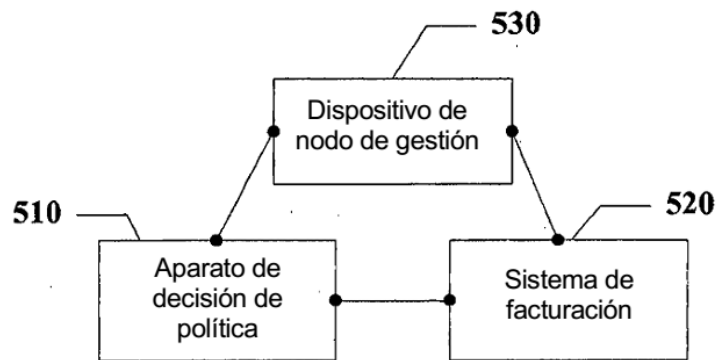 530
Dispositivo de
nodo de gestión
510
520
Aparato de
decisión de
política
Sistema de
facturación